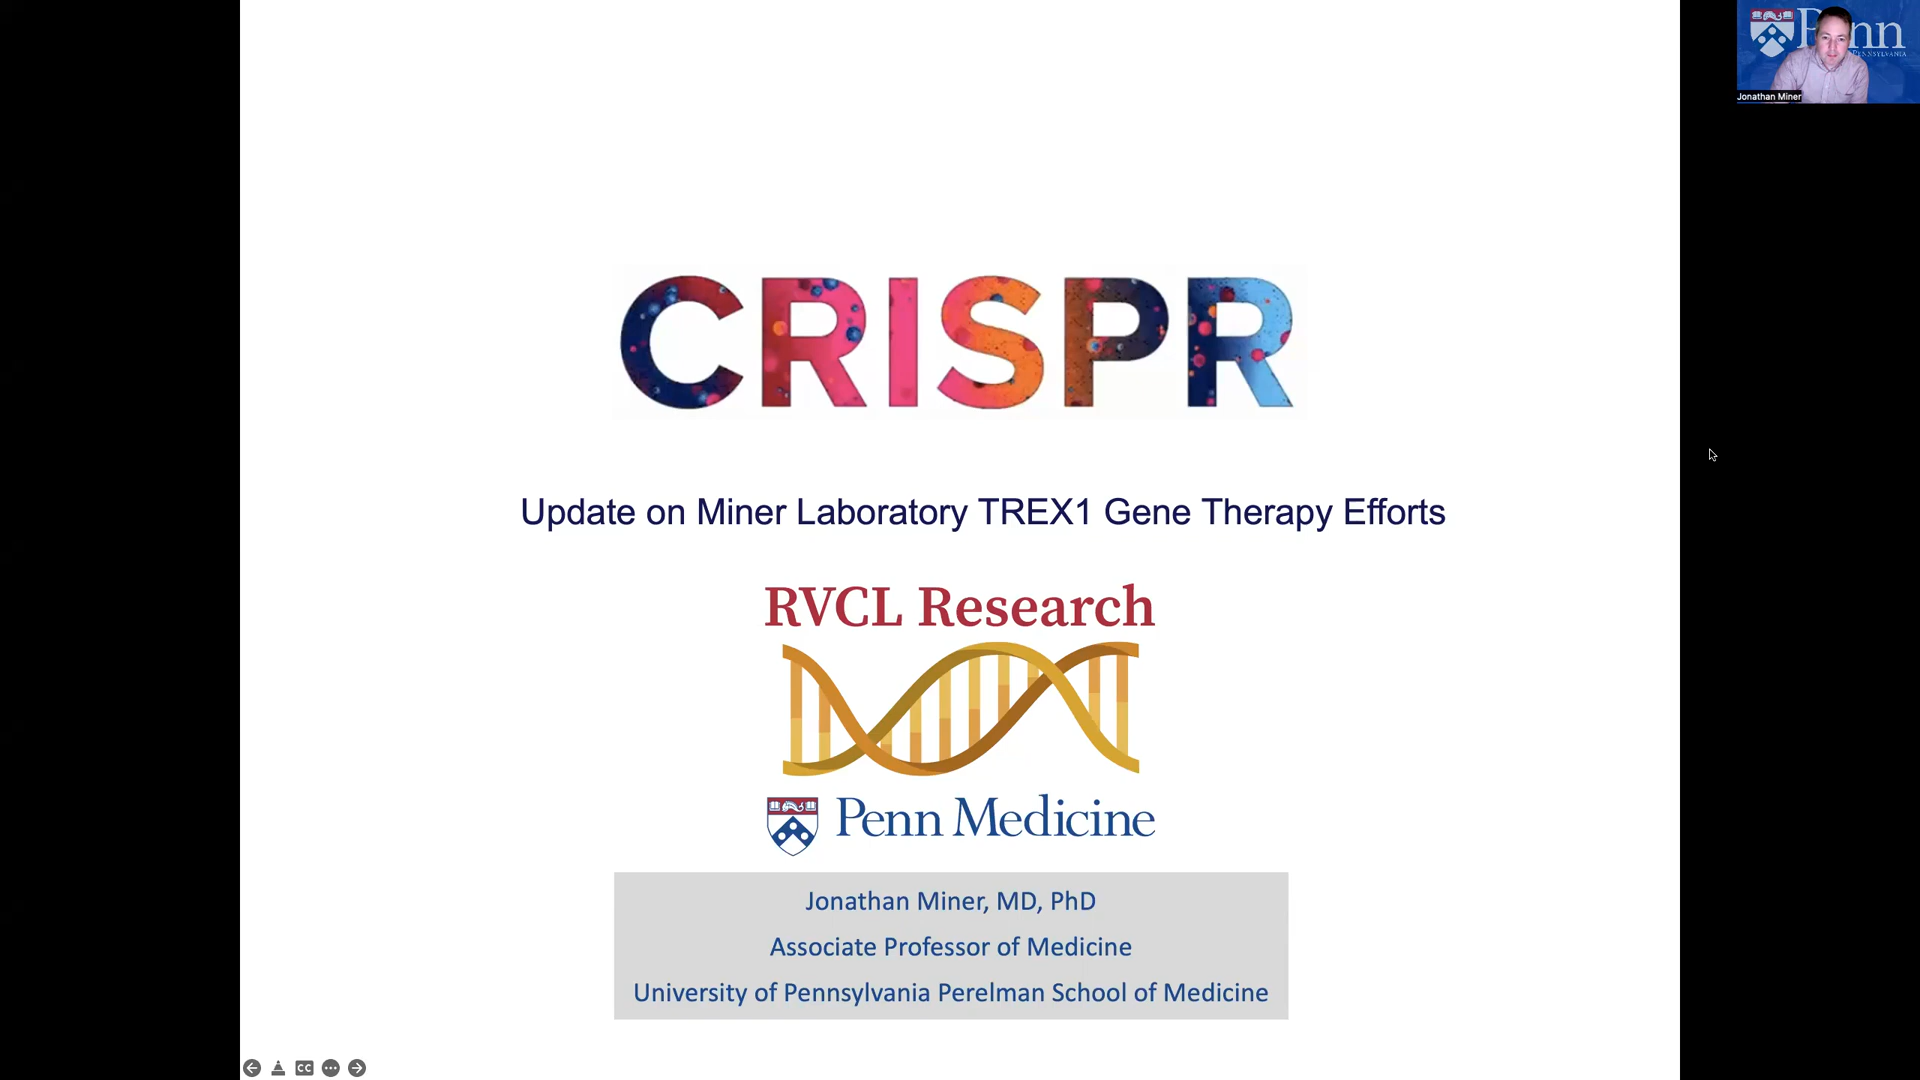 CRISPR
Update on Miner Laboratory TREX1 Gene Therapy Efforts
RVCL Research
Penn Medicine
Jonathan Miner, MD, PhD
Associate Professor of Medicine
University of Pennsylvania Perelman School of Medicine
Jonathan Miner
CC